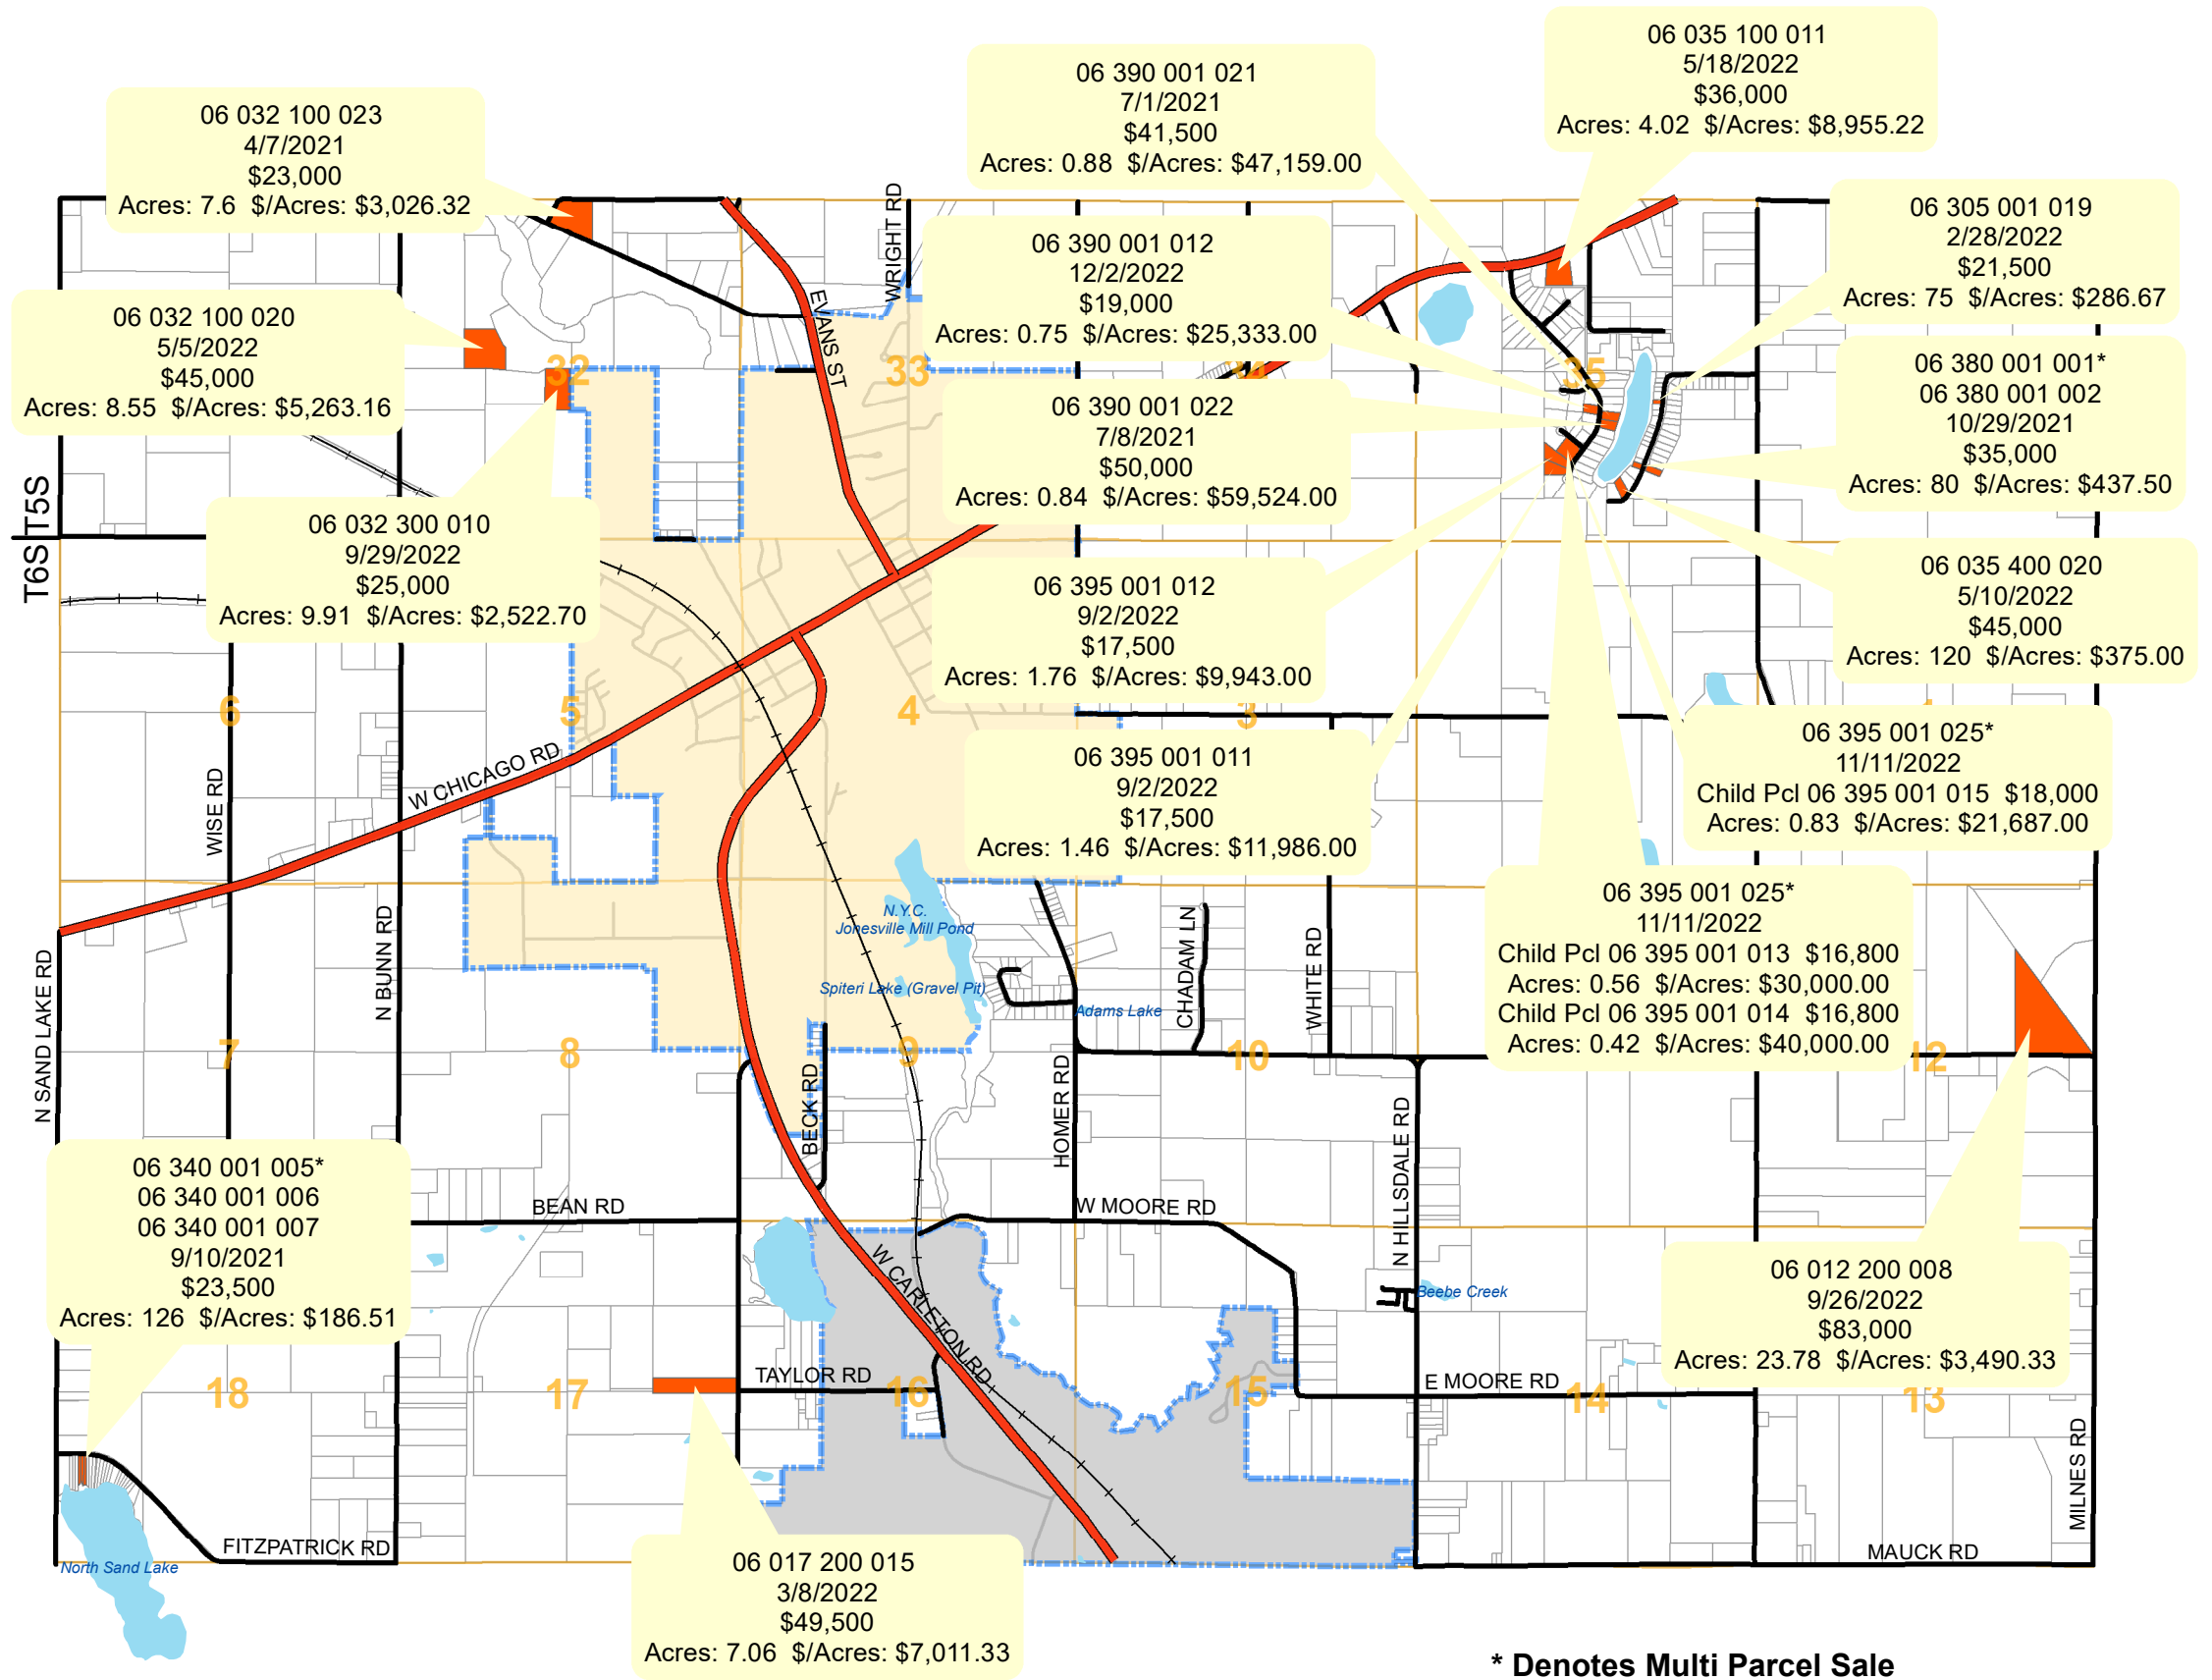 06 035 100 011
5/18/2022
$36,000
Acres: 4.02  $/Acres: $8,955.22
06 390 001 021
7/1/2021
$41,500
Acres: 0.88  $/Acres: $47,159.00
06 032 100 023
4/7/2021
$23,000
Acres: 7.6  $/Acres: $3,026.32
06 305 001 019
2/28/2022
$21,500
Acres: 75  $/Acres: $286.67
WRIGHT RD
06 390 001 012
12/2/2022
$19,000
Acres: 0.75  $/Acres: $25,333.00
EVANS ST
06 032 100 020
5/5/2022
$45,000
Acres: 8.55  $/Acres: $5,263.16
32
33
35
06 380 001 001*
06 380 001 002
10/29/2021
$35,000
Acres: 80  $/Acres: $437.50
06 390 001 022
7/8/2021
$50,000
Acres: 0.84  $/Acres: $59,524.00
T5S
T6S
06 032 300 010
9/29/2022
$25,000
Acres: 9.91  $/Acres: $2,522.70
06 395 001 012
9/2/2022
$17,500
Acres: 1.76  $/Acres: $9,943.00
06 035 400 020
5/10/2022
$45,000
Acres: 120  $/Acres: $375.00
6
5
4
3
W CHICAGO RD
WISE RD
06 395 001 011
9/2/2022
$17,500
Acres: 1.46  $/Acres: $11,986.00
06 395 001 025*
11/11/2022
Child Pcl 06 395 001 015  $18,000
Acres: 0.83  $/Acres: $21,687.00
06 395 001 025*
11/11/2022
Child Pcl 06 395 001 013  $16,800
Acres: 0.56  $/Acres: $30,000.00
Child Pcl 06 395 001 014  $16,800
Acres: 0.42  $/Acres: $40,000.00
N.Y.C.
Jonesville Mill Pond
Spiteri Lake (Gravel Pit)
Adams Lake
CHADAM LN
WHITE RD
N SAND LAKE RD
N BUNN RD
7
8
9
10
12
BECK RD
HOMER RD
N HILLSDALE RD
06 340 001 005*
06 340 001 006
06 340 001 007
9/10/2021
$23,500
Acres: 126  $/Acres: $186.51
BEAN RD
W MOORE RD
W CARLETON RD
Beebe Creek
06 012 200 008
9/26/2022
$83,000
Acres: 23.78  $/Acres: $3,490.33
TAYLOR RD
E MOORE RD
18
17
16
15
14
13
MILNES RD
FITZPATRICK RD
MAUCK RD
North Sand Lake
06 017 200 015
3/8/2022
$49,500
Acres: 7.06  $/Acres: $7,011.33
* Denotes Multi Parcel Sale